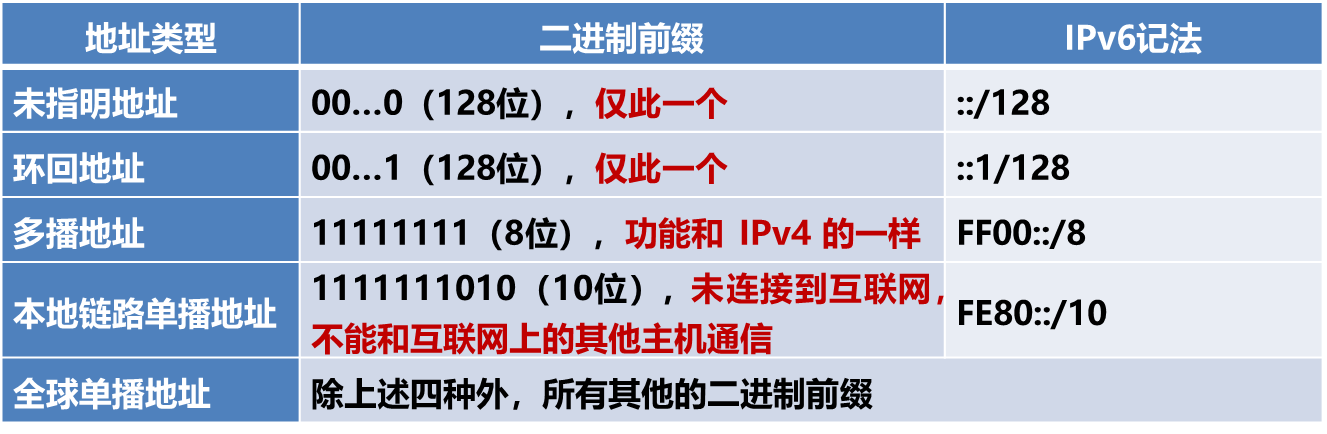 地址类型 二进制前缀 IPv6记法
未指明地址 00…0（128位），仅此一个 ::/128
环回地址 00…1（128位），仅此一个 ::1/128
多播地址 11111111（8位），功能和 IPv4 的一样 FF00::/8
本地链路单播地址 1111111010（10位），未连接到互联网， FE80::/10
不能和互联网上的其他主机通信
全球单播地址 除上述四种外，所有其他的二进制前缀